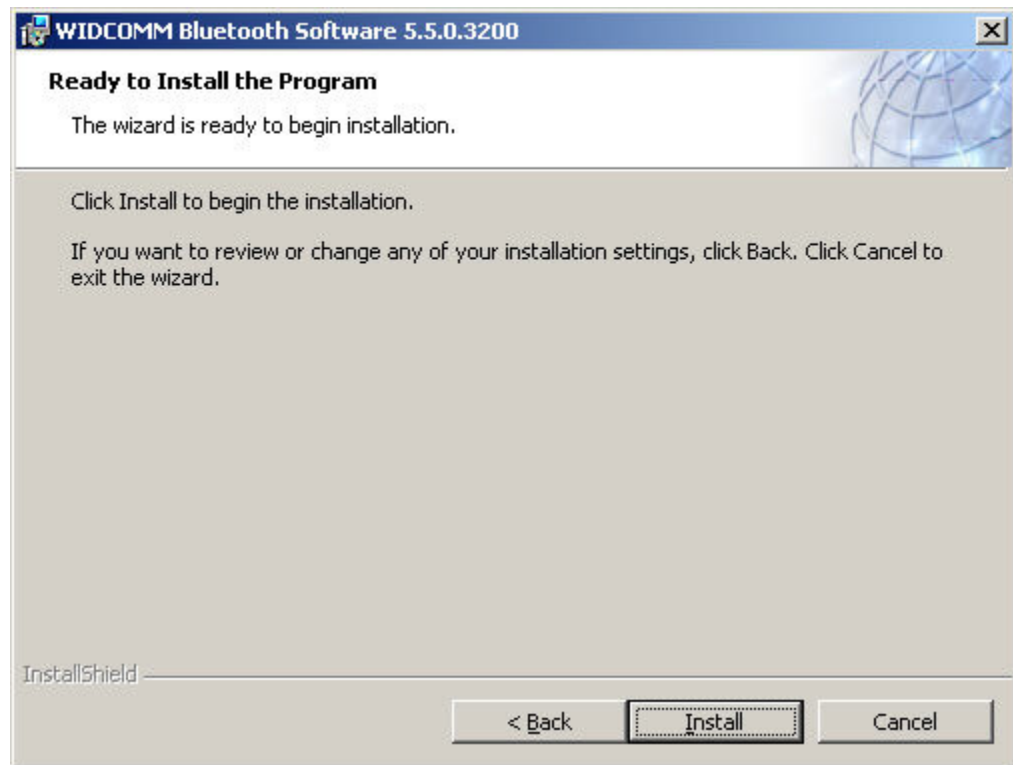 WIDCOMM Bluetooth Software 5.5.0.3200
Ready to Install the Program
The wizard is ready to begin installation.
Click Install to begin the installation.
If you want to review or change any of your installation settings, click Back. Click Cancel to
exit the wizard.
InstallShield
< Back Install Cancel